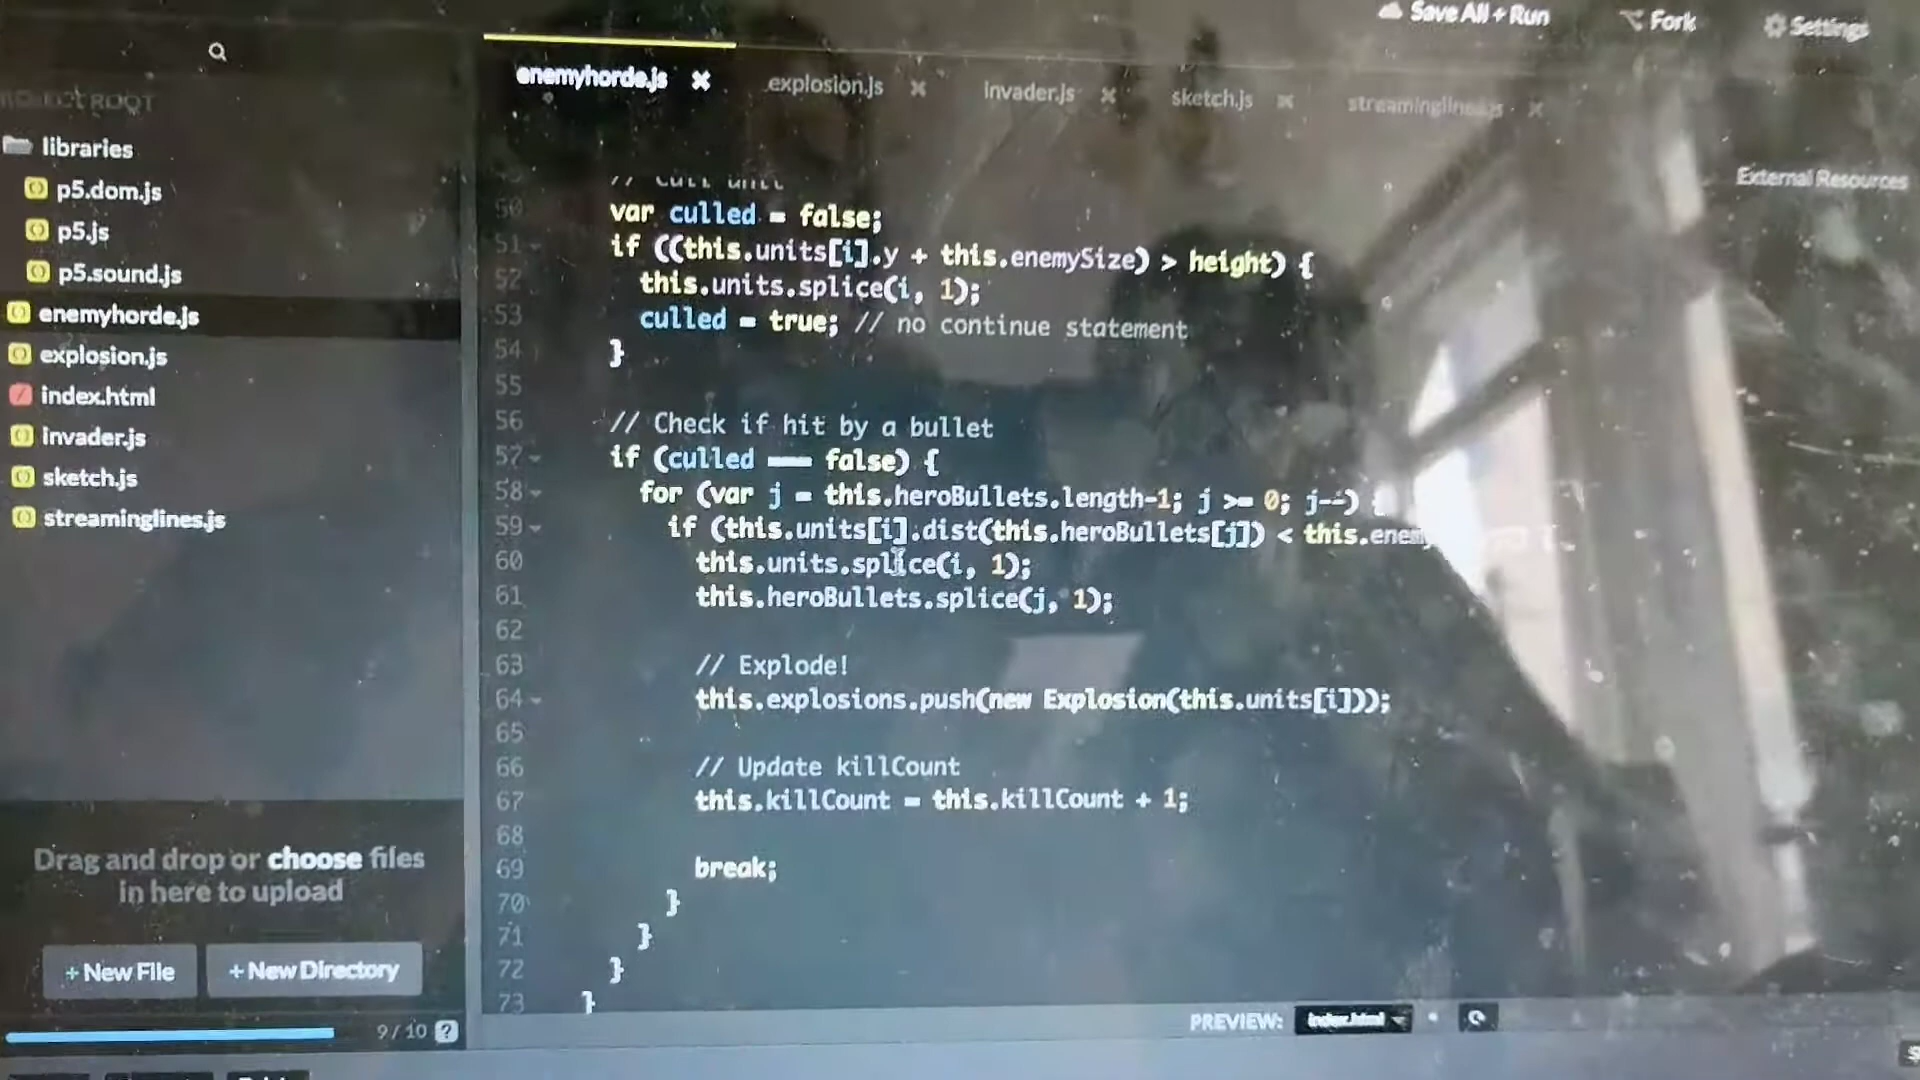 Save All + Run
Fork
Settings
enemyhorde.js
explosion.js
invader.js
sketch.js
streaminglines.js
External Resources
PROJECT ROOT
libraries
p5.dom.js
p5.js
p5.sound.js
enemyhorde.js
explosion.js
index.html
invader.js
sketch.js
streaminglines.js
Drag and drop or choose files
in here to upload
+ New File
+ New Directory
9 / 10 ?
50 var culled = false;
51 if ((this.units[i].y + this.enemySize) > height) {
52 this.units.splice(i, 1);
53 culled = true; // no continue statement
54 }
55
56 // Check if hit by a bullet
57 if (culled === false) {
58 for (var j = this.heroBullets.length-1; j >= 0; j--) {
59 if (this.units[i].dist(this.heroBullets[j]) < this.enem
60 this.units.splice(i, 1);
61 this.heroBullets.splice(j, 1);
62
63 // Explode!
64 this.explosions.push(new Explosion(this.units[i]));
65
66 // Update killCount
67 this.killCount = this.killCount + 1;
68
69 break;
70 }
71 }
72 }
73 }
PREVIEW:
index.html